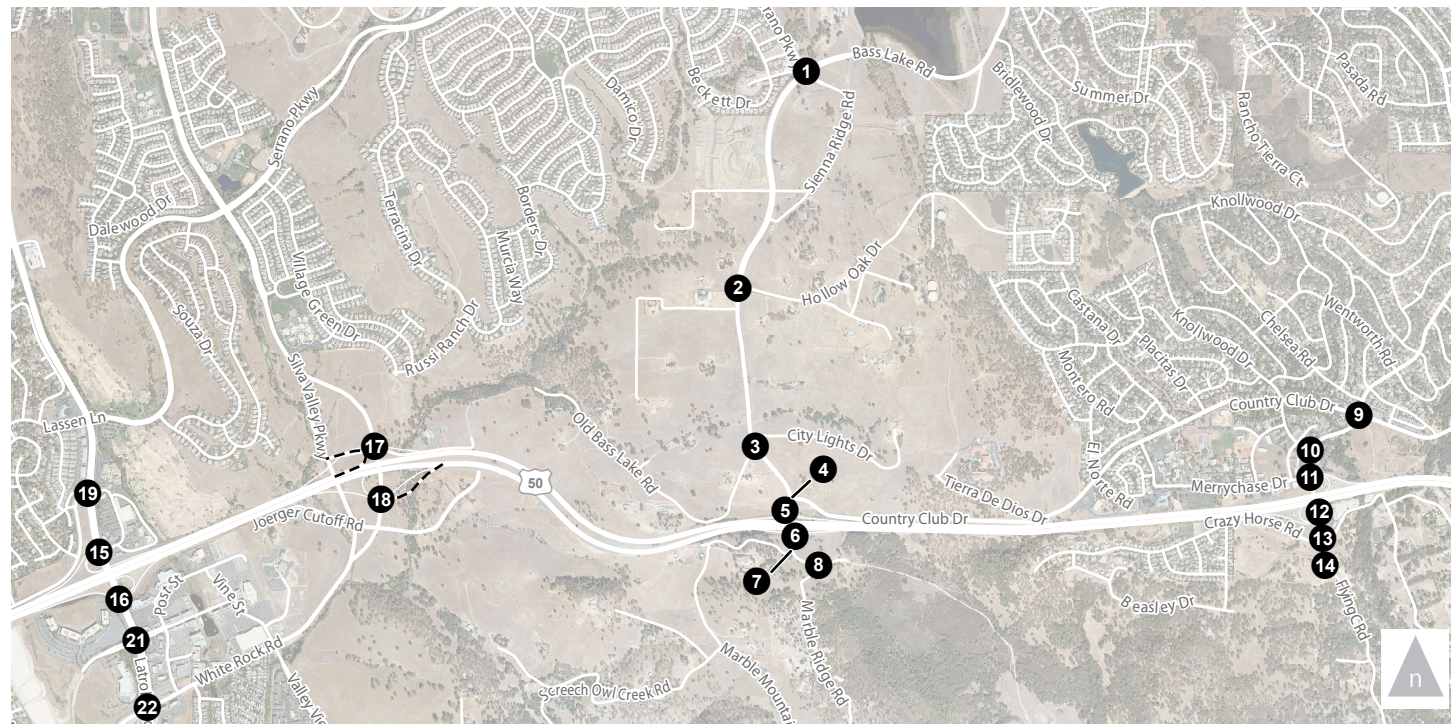 rano Pkwy
1
Bass Lake Rd
Beckett Dr
Damico Dr
Serrano Pkwy
Bridlewood Dr
Summer Dr
Pasada Rd
Rancho Tierra Ct
Sienna Ridge Rd
Dalewood Dr
Terracina Dr
Borders Dr
Murcia Way
Knollwood Dr
Village Green Dr
Hollow Oak Dr
2
Souza Dr
Russi Ranch Dr
Castana Dr
Knollwood Dr
Chelsea Rd
Wentworth Rd
Placitas Dr
Montero Rd
Silva Valley Pkwy
Lassen Ln
Old Bass Lake Rd
Country Club Dr
9
17
3
City Lights Dr
4
10
El Norte Rd
Tierra De Dios Dr
Merrychase Dr
11
19
18
50
5
Country Club Dr
12
Joerger Cutoff Rd
Crazy Horse Rd
6
13
15
7
8
14
Post St
Vine St
16
Marble Ridge Rd
Beasley Dr
Flying C Rd
21
Latro
White Rock Rd
Marble Mountai
Screech Owl Creek Rd
Valley Vi
22
n